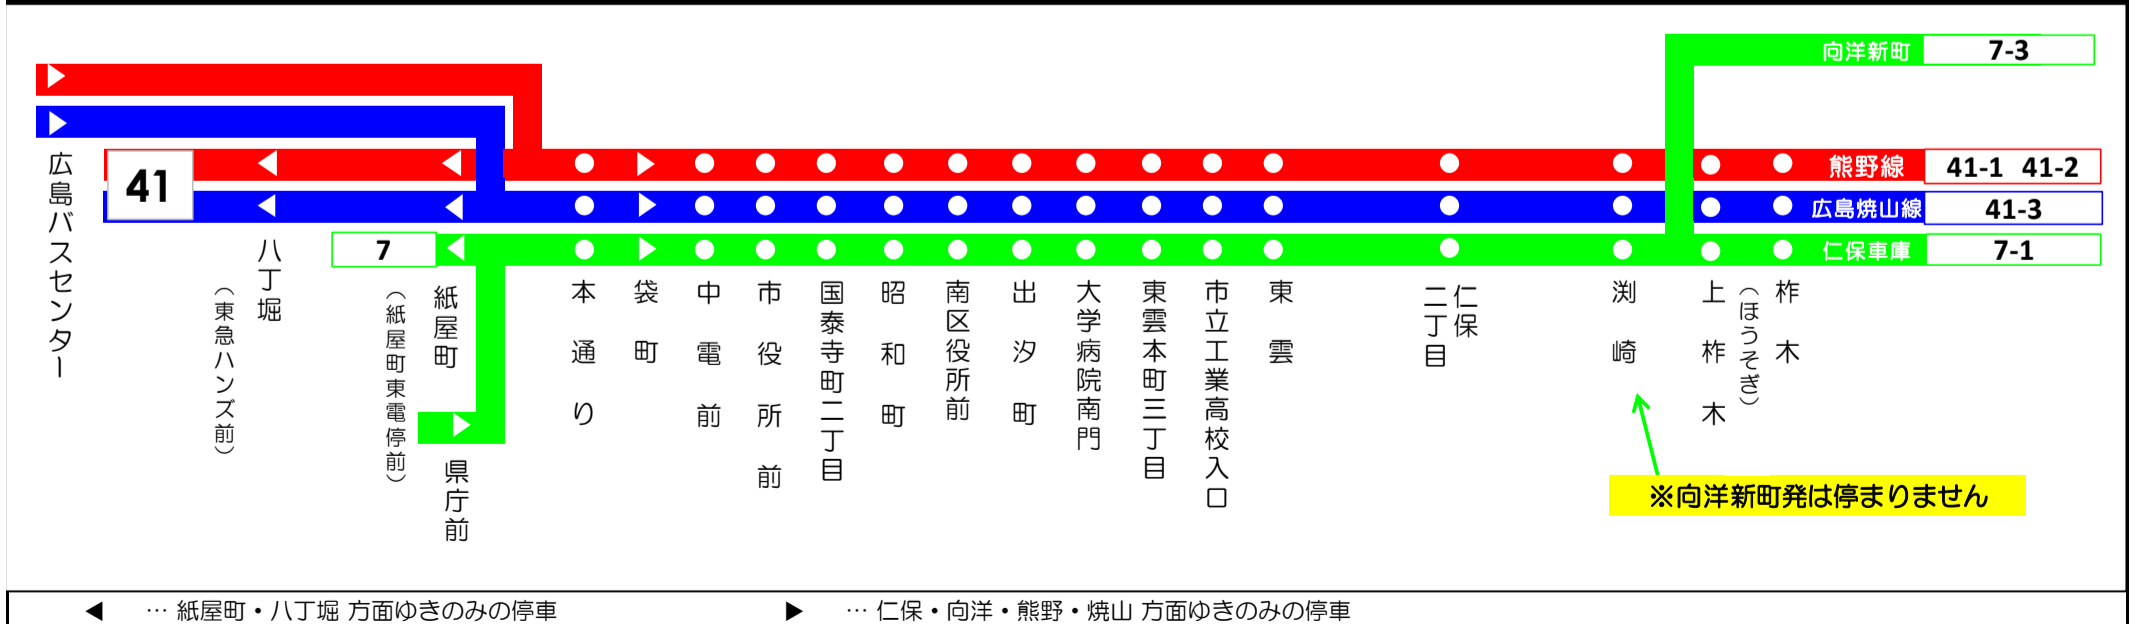 向洋新町 7-3
41
熊野線 41-1 41-2
広島焼山線 41-3
7
仁保車庫 7-1
広島バスセンター
八丁堀
（東急ハンズ前）
紙屋町
（紙屋町東電停前）
県庁前
本通り
袋町
中電前
市役所前
国泰寺町二丁目
昭和町
南区役所前
出汐町
大学病院南門
東雲本町三丁目
市立工業高校入口
東雲
仁保
二丁目
渕崎
上柞木
（ほうそぎ）
柞木
※向洋新町発は停まりません
◀ … 紙屋町・八丁堀 方面ゆきのみの停車
▶ … 仁保・向洋・熊野・焼山 方面ゆきのみの停車